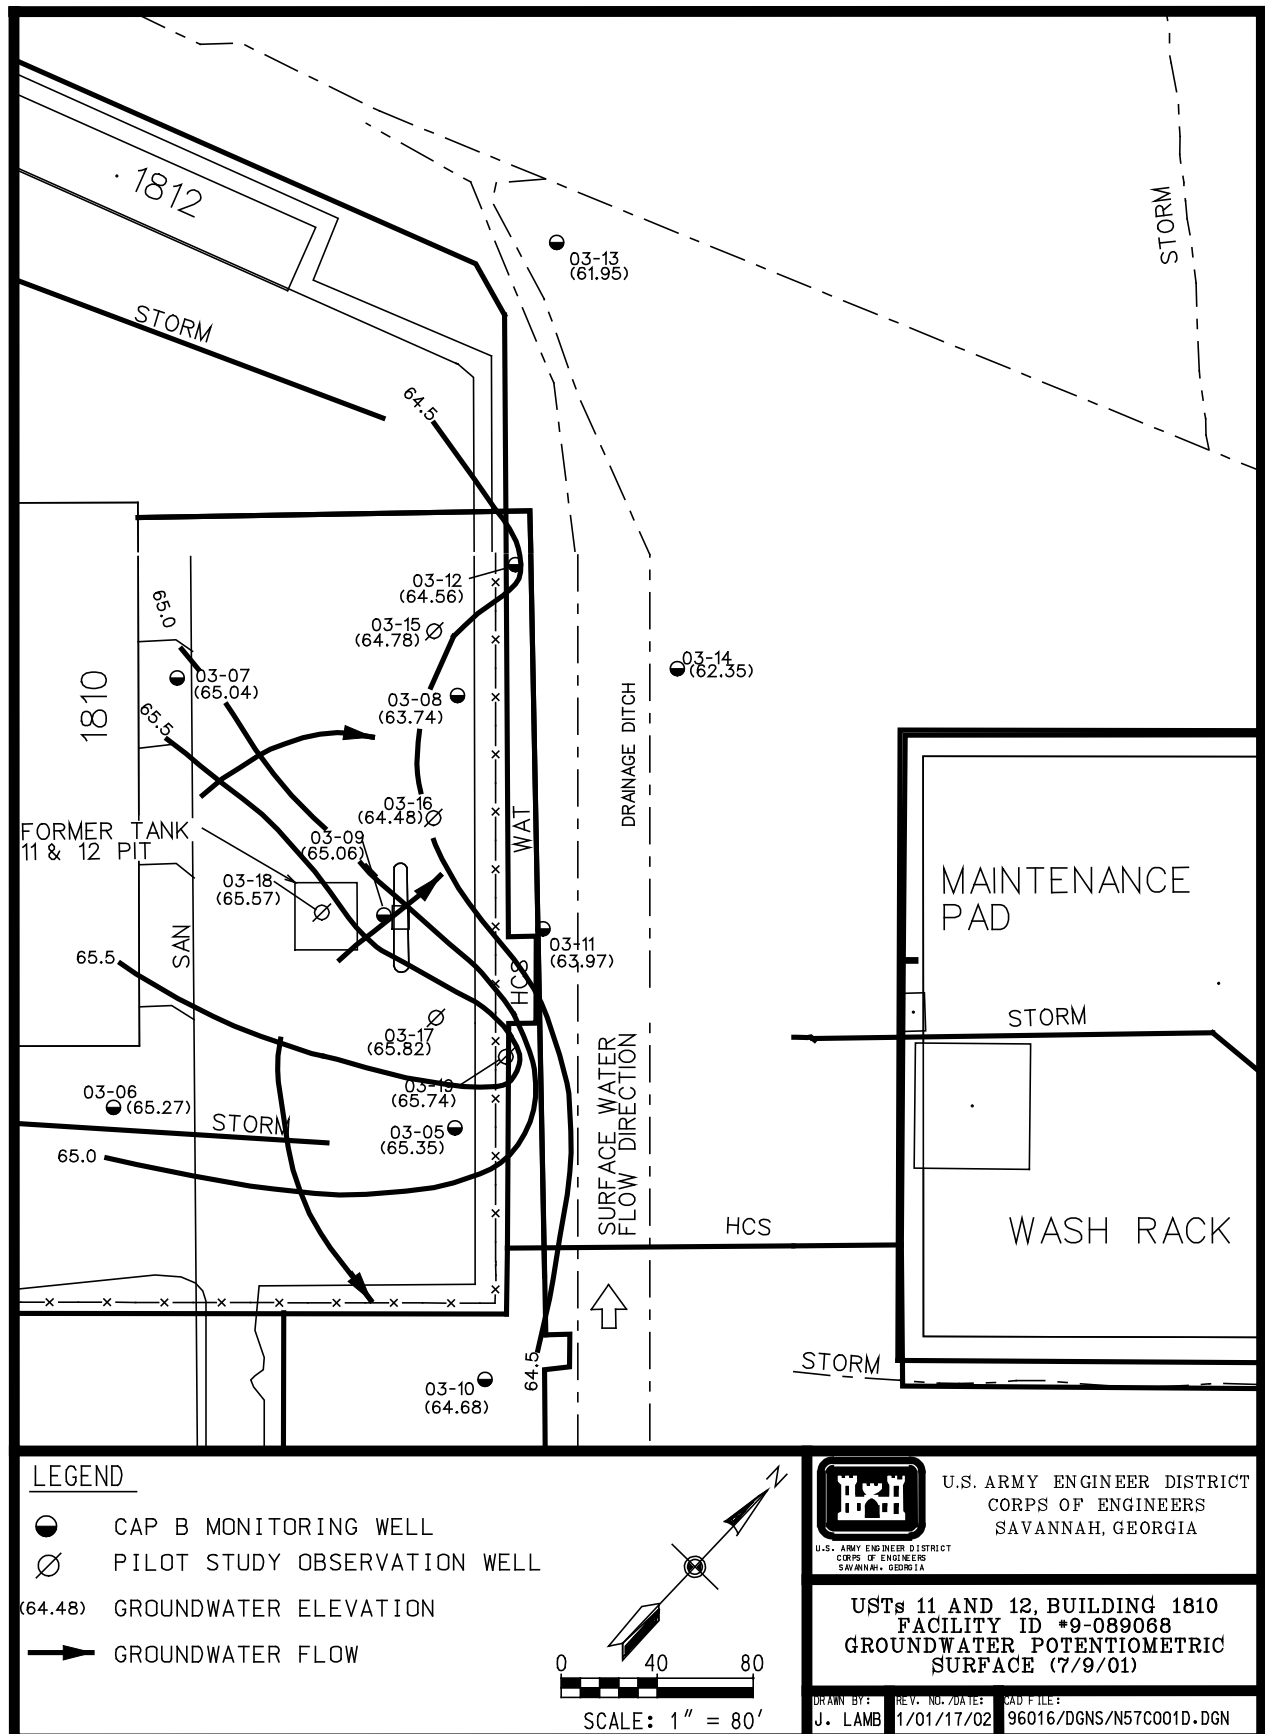 1812
STORM
03-13
(61.95)
STORM
64.5
03-12
(64.56)
65.0
03-15
(64.78)
03-07
(65.04)
03-14
(62.35)
03-08
(63.74)
1810
65.5
DRAINAGE DITCH
03-16
(64.48)
WAT
FORMER TANK
11 & 12 PIT
03-09
(65.06)
03-18
(65.57)
MAINTENANCE
PAD
SAN
03-11
(63.97)
65.5
HCS
03-17
(65.82)
STORM
SURFACE WATER
FLOW DIRECTION
03-19
(65.74)
03-06
(65.27)
STORM
03-05
(65.35)
65.0
HCS
WASH RACK
64.5
STORM
03-10
(64.68)
LEGEND
CAP B MONITORING WELL
PILOT STUDY OBSERVATION WELL
(64.48) GROUNDWATER ELEVATION
GROUNDWATER FLOW
N
0 40 80
SCALE: 1" = 80'
U.S. ARMY ENGINEER DISTRICT
CORPS OF ENGINEERS
SAVANNAH, GEORGIA
U.S. ARMY ENGINEER DISTRICT
CORPS OF ENGINEERS
SAVANNAH, GEORGIA
USTs 11 AND 12, BUILDING 1810
FACILITY ID #9-089068
GROUNDWATER POTENTIOMETRIC
SURFACE (7/9/01)
DRAWN BY:
J. LAMB
REV. NO./DATE:
1/01/17/02
CAD FILE:
96016/DGNS/N57C001D.DGN